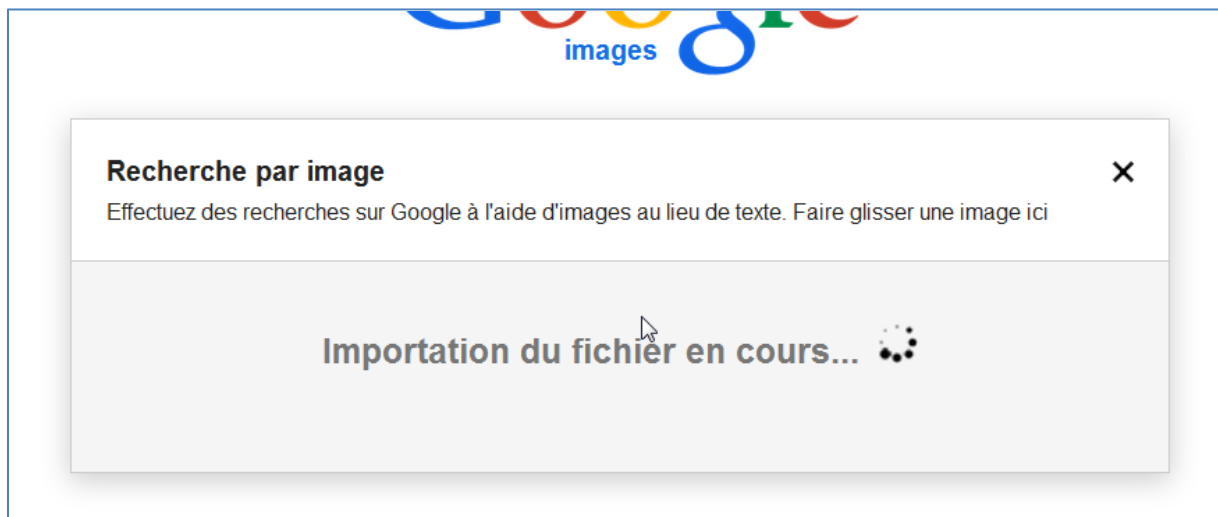 Google
images
Recherche par image
Effectuez des recherches sur Google à l'aide d'images au lieu de texte. Faire glisser une image ici
Importation du fichier en cours...